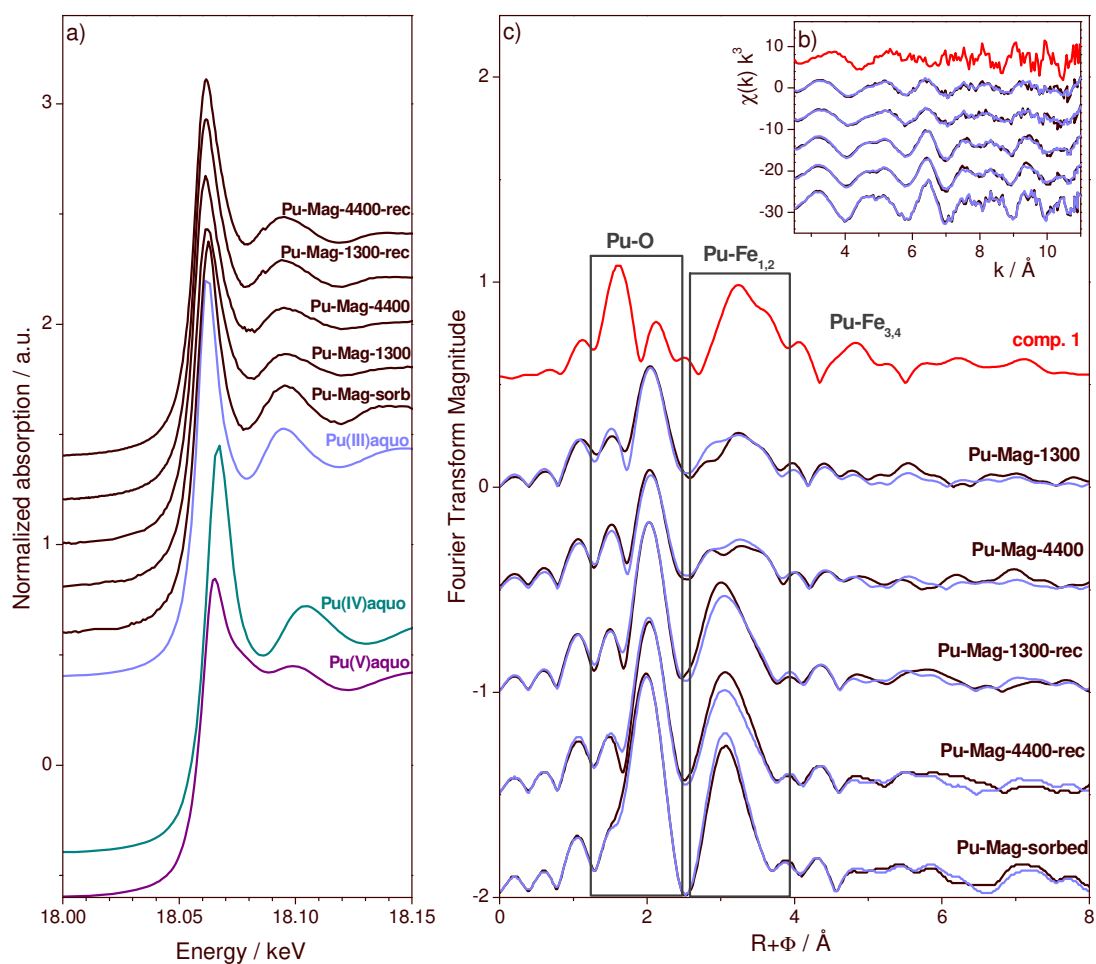 a)
3
2
1
0
Normalized absorption / a.u.
Pu-Mag-4400-rec
Pu-Mag-1300-rec
Pu-Mag-4400
Pu-Mag-1300
Pu-Mag-sorb
Pu(III)aquo
Pu(IV)aquo
Pu(V)aquo
18.00 18.05 18.10 18.15
Energy / keV
c)
2
1
0
-1
-2
Fourier Transform Magnitude
b)
10
0
-10
-20
-30
χ(k) k³
4 6 8 10
k / Å
Pu-O
Pu-Fe₁,₂
Pu-Fe₃,₄
comp. 1
Pu-Mag-1300
Pu-Mag-4400
Pu-Mag-1300-rec
Pu-Mag-4400-rec
Pu-Mag-sorbed
0 2 4 6 8
R+Φ / Å